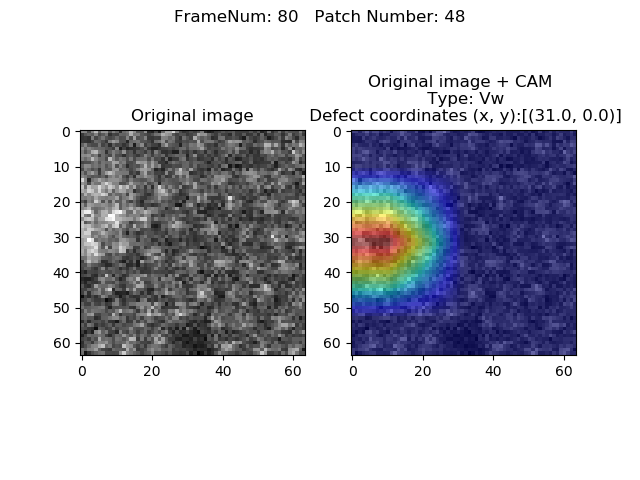 FrameNum: 80   Patch Number: 48
Original image
Original image + CAM
Type: Vw
Defect coordinates (x, y):[(31.0, 0.0)]
0
10
20
30
40
50
60
0 20 40 60
0
10
20
30
40
50
60
0 20 40 60